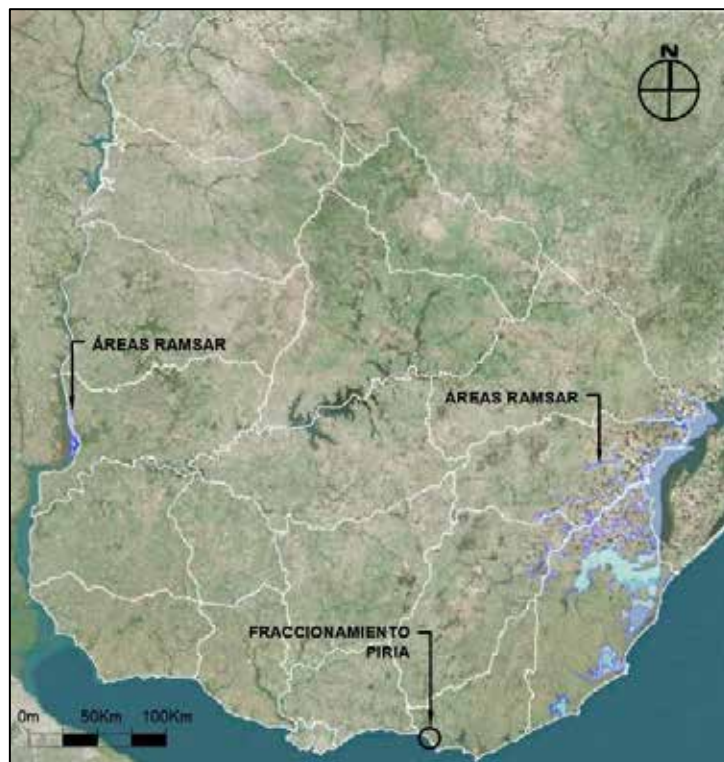 N
ÁREAS RAMSAR
ÁREAS RAMSAR
FRACCIONAMIENTO
PIRIA
0m 50Km 100Km